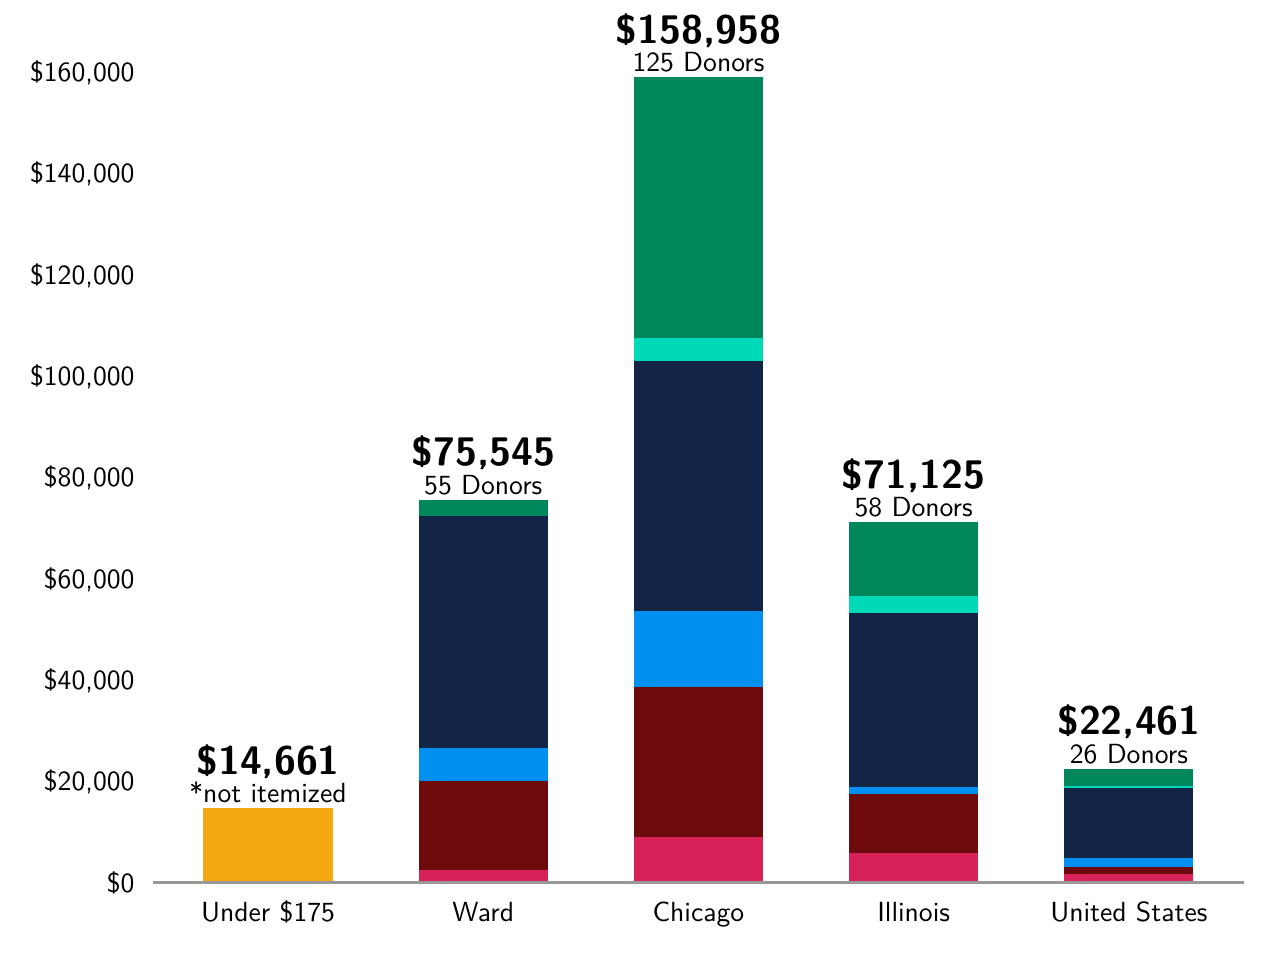 $158,958
125 Donors
$160,000
$140,000
$120,000
$100,000
$75,545
55 Donors
$71,125
58 Donors
$80,000
$60,000
$40,000
$22,461
26 Donors
$14,661
*not itemized
$20,000
$0
Under $175
Ward
Chicago
Illinois
United States